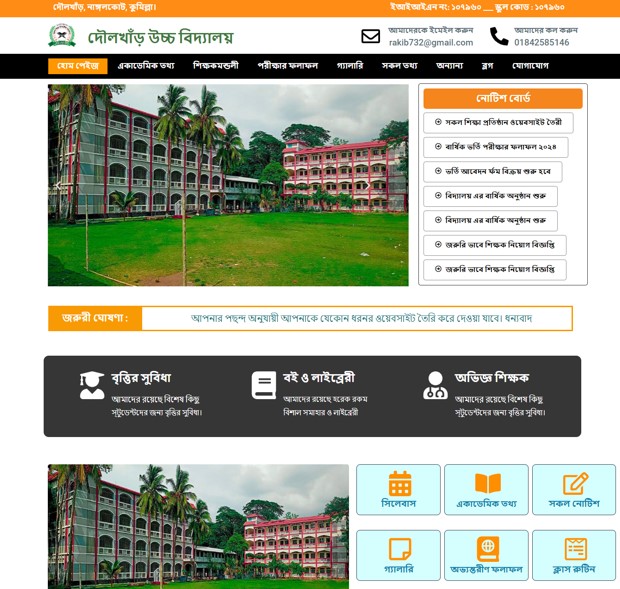 দৌলখাঁড়, নাঙ্গলকোট, কুমিল্লা।
ইআইআইএন নং: ১০৭৯৬০ __ স্কুল কোড : ১০৭৯৬০
দৌলখাঁড় উচ্চ বিদ্যালয়
আমাদেরকে ইমেইল করুন
rakib732@gmail.com
আমাদের কল করুন
01842585146
হোম পেইজ একাডেমিক তথ্য শিক্ষকমন্ডলী পরীক্ষার ফলাফল গ্যালারি সকল তথ্য অন্যান্য ব্লগ যোগাযোগ
নোটিশ বোর্ড
সকল শিক্ষা প্রতিষ্ঠান ওয়েবসাইট তৈরী
বার্ষিক ভর্তি পরীক্ষার ফলাফল ২০২৪
ভর্তি আবেদন ফর্ম বিক্রয় শুরু হবে
বিদ্যালয় এর বার্ষিক অনুষ্ঠান শুরু
বিদ্যালয় এর বার্ষিক অনুষ্ঠান শুরু
জরুরি ভাবে শিক্ষক নিয়োগ বিজ্ঞপ্তি
জরুরি ভাবে শিক্ষক নিয়োগ বিজ্ঞপ্তি
জরুরী ঘোষণা :
আপনার পছন্দ অনুযায়ী আপনাকে যেকোন ধরনর ওয়েবসাইট তৈরি করে দেওয়া যাবে। ধন্যবাদ
বৃত্তির সুবিধা
আমাদের রয়েছে বিশেষ কিছু
স্টুডেন্টদের জন্য বৃত্তির সুবিধা।
বই ও লাইব্রেরী
আমাদের রয়েছে হরেক রকম
বিশাল সমাহার ও লাইব্রেরী
অভিজ্ঞ শিক্ষক
আমাদের রয়েছে বিশেষ কিছু
স্টুডেন্টদের জন্য বৃত্তির সুবিধা।
সিলেবাস
একাডেমিক তথ্য
সকল নোটিশ
গ্যালারি
অভ্যন্তরীণ ফলাফল
ক্লাস রুটিন